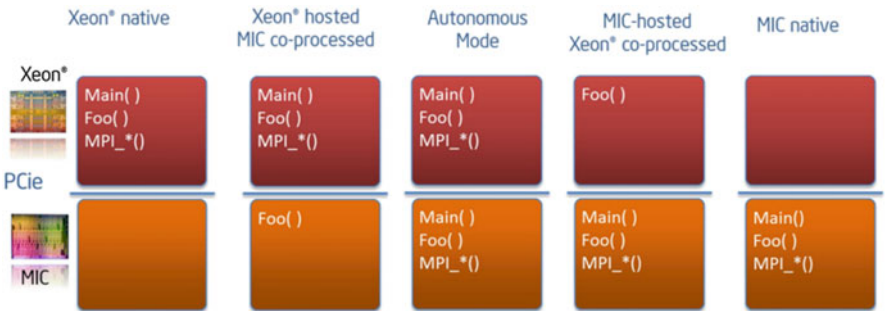 Xeon® native
Xeon® hosted
MIC co-processed
Autonomous
Mode
MIC-hosted
Xeon® co-processed
MIC native
Xeon®
Main( )
Foo( )
MPI_*()
Main( )
Foo( )
MPI_*()
Main( )
Foo( )
MPI_*()
Foo( )
PCie
MIC
Foo( )
Main( )
Foo( )
MPI_*()
Main( )
Foo( )
MPI_*()
Main()
Foo( )
MPI_*()